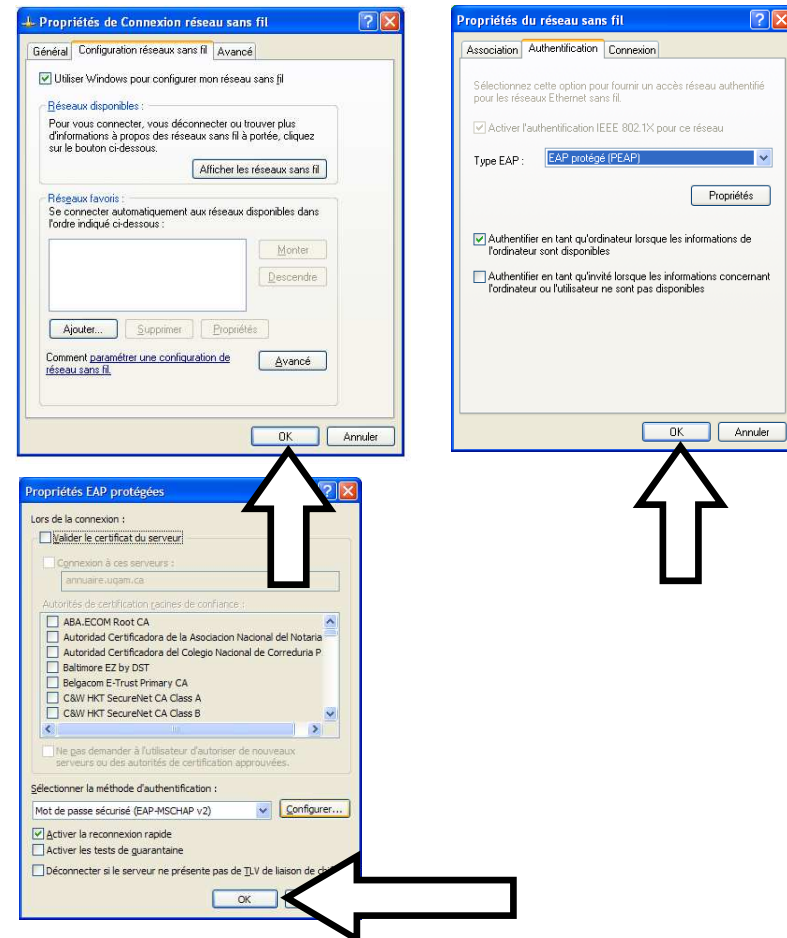 Propriétés de Connexion réseau sans fil
Général Configuration réseaux sans fil Avancé
Utiliser Windows pour configurer mon réseau sans fil
Réseaux disponibles :
Pour vous connecter, vous déconnecter ou trouver plus
d'informations à propos des réseaux sans fil à portée, cliquez
sur le bouton ci-dessous.
Afficher les réseaux sans fil
Réseaux favoris :
Se connecter automatiquement aux réseaux disponibles dans
l'ordre indiqué ci-dessous :
Monter
Descendre
Ajouter... Supprimer Propriétés
Comment paramétrer une configuration de
réseau sans fil.
Avancé
OK Annuler
Propriétés du réseau sans fil
Association Authentification Connexion
Sélectionnez cette option pour fournir un accès réseau authentifié
pour les réseaux Ethernet sans fil.
Activer l'authentification IEEE 802.1X pour ce réseau
Type EAP : EAP protégé (PEAP)
Propriétés
Authentifier en tant qu'ordinateur lorsque les informations de
l'ordinateur sont disponibles
Authentifier en tant qu'invité lorsque les informations concernant
l'ordinateur ou l'utilisateur ne sont pas disponibles
OK Annuler
Propriétés EAP protégées
Lors de la connexion :
Valider le certificat du serveur
Connexion à ces serveurs :
annuaire.uqam.ca
Autorités de certification racines de confiance :
ABA.ECOM Root CA
Autoridad Certificadora de la Asociacion Nacional del Notaria
Autoridad Certificadora del Colegio Nacional de Correduria P
Baltimore EZ by DST
Belgacom E-Trust Primary CA
C&W HKT SecureNet CA Class A
C&W HKT SecureNet CA Class B
Ne pas demander à l'utilisateur d'autoriser de nouveaux
serveurs ou des autorités de certification approuvées.
Sélectionner la méthode d'authentification :
Mot de passe sécurisé (EAP-MSCHAP v2) Configurer...
Activer la reconnexion rapide
Activer les tests de quarantaine
Déconnecter si le serveur ne présente pas de TLV de liaison de
OK